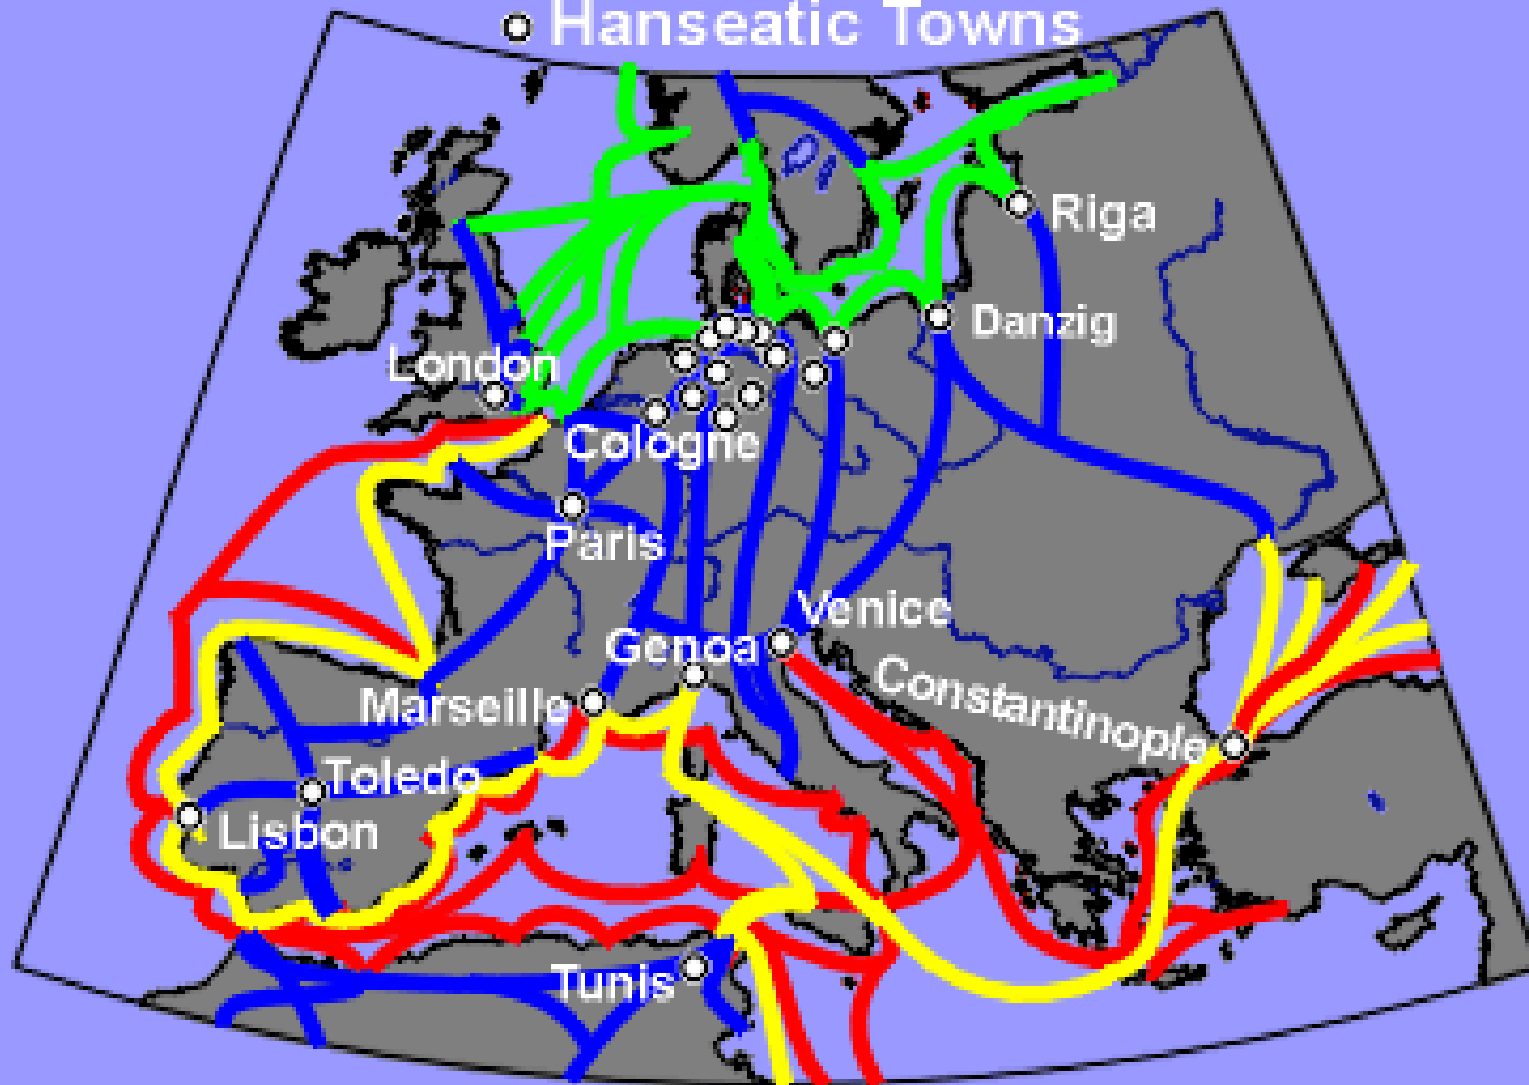 Hanseatic Towns
Riga
Danzig
London
Cologne
Paris
Venice
Genoa
Constantinople
Marseille
Toledo
Lisbon
Tunis